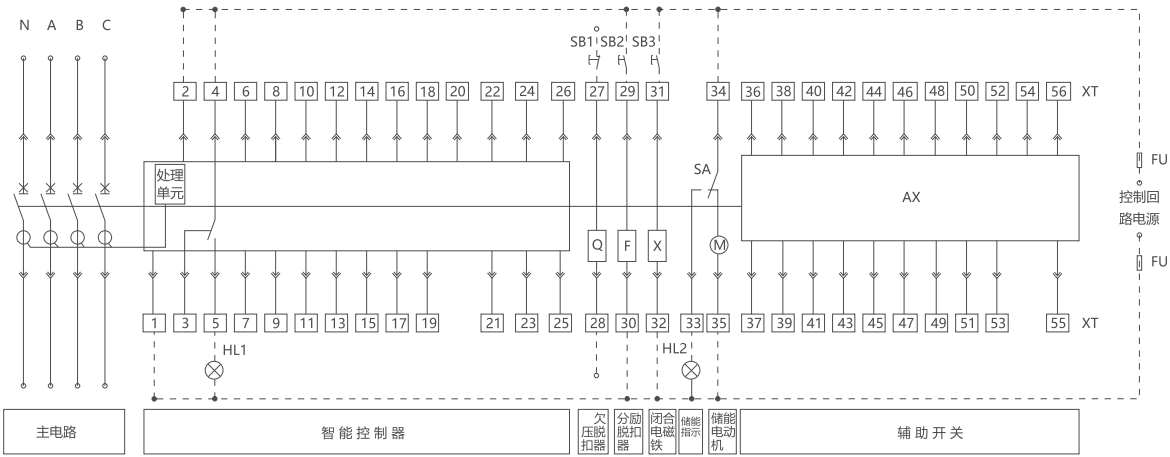 N A B C
SB1 SB2 SB3
2 4 6 8 10 12 14 16 18 20 22 24 26 27 29 31 34 36 38 40 42 44 46 48 50 52 54 56 XT
FU
处理
单元
SA
AX
控制回
路电源
Q F X M
FU
1 3 5 7 9 11 13 15 17 19 21 23 25 28 30 32 33 35 37 39 41 43 45 47 49 51 53 55 XT
HL1 HL2
主电路
智能控制器
欠
压脱
扣器
分励
脱扣
器
闭合
电磁
铁
储能
指示
储能
电动
机
辅助开关